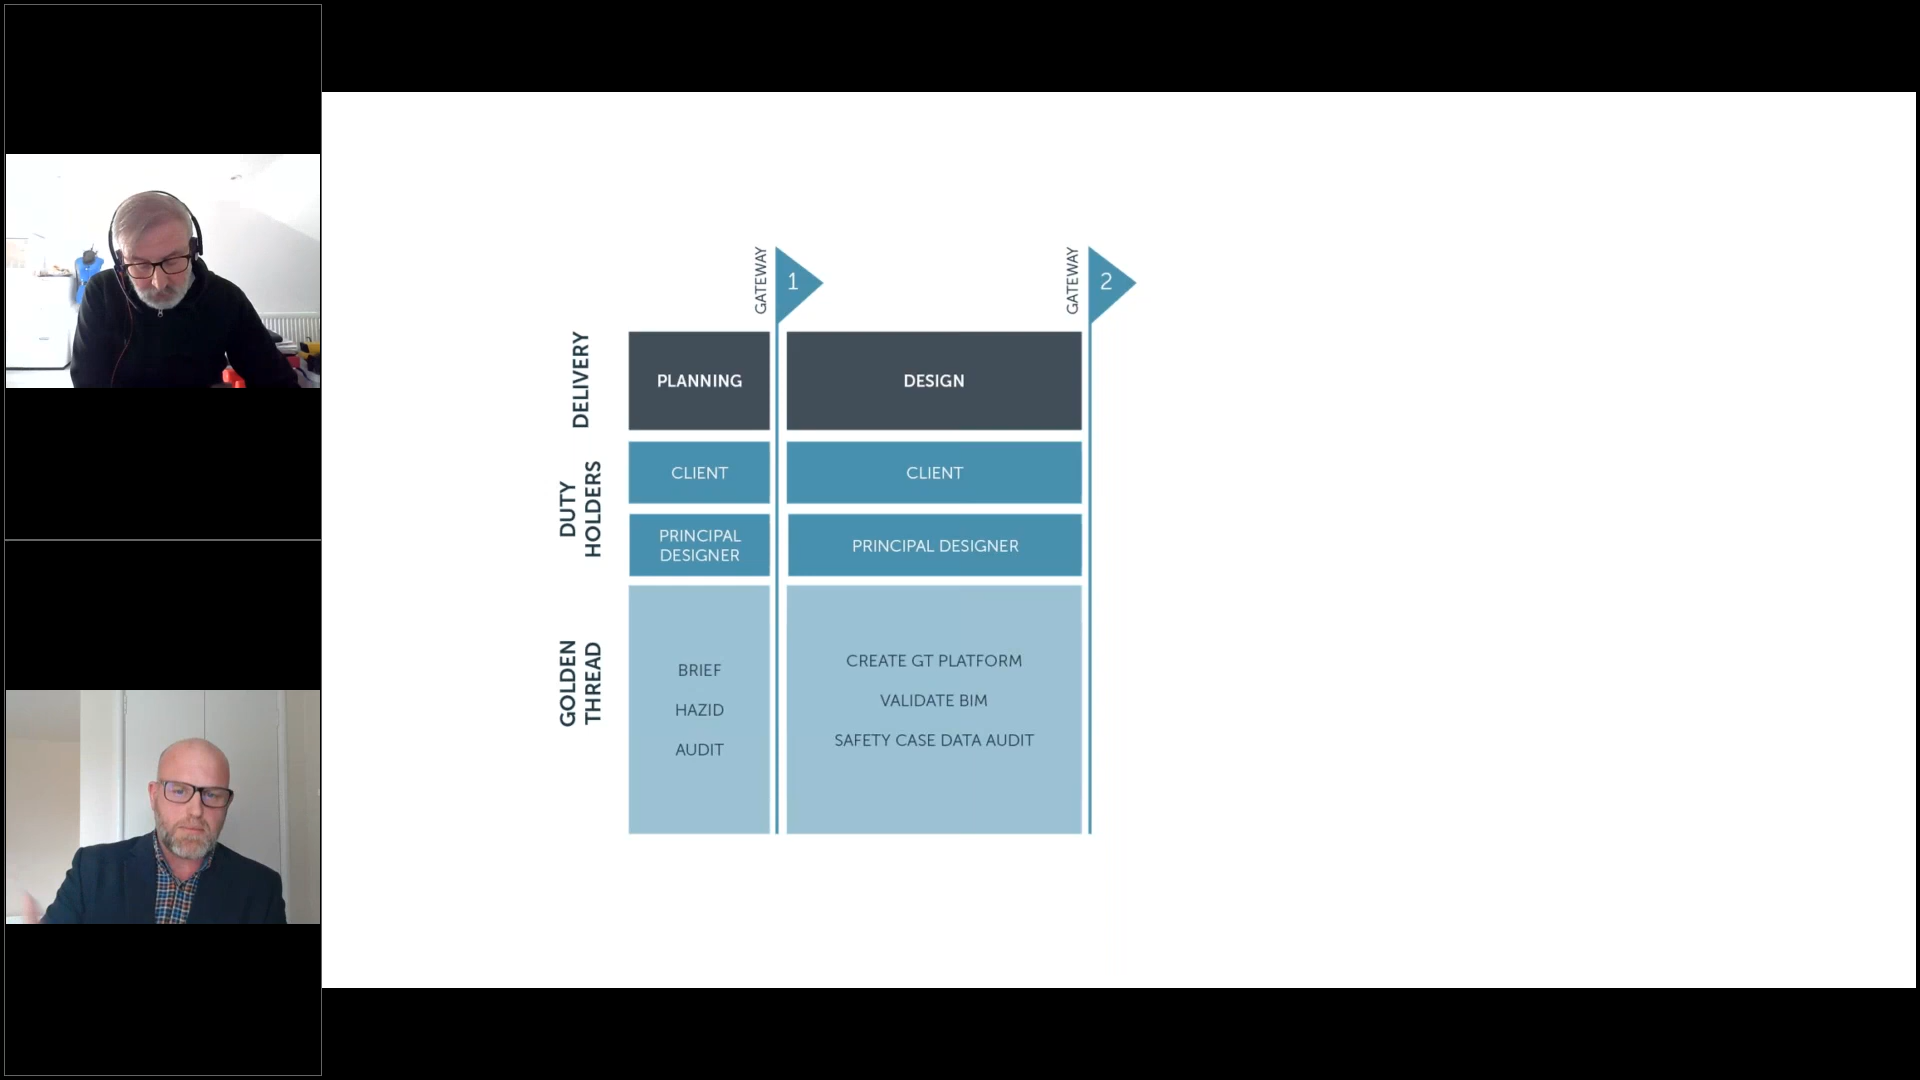 GATEWAY
1
GATEWAY
2
DELIVERY
PLANNING
DESIGN
DUTY
HOLDERS
CLIENT
CLIENT
PRINCIPAL
DESIGNER
PRINCIPAL DESIGNER
GOLDEN
THREAD
BRIEF
HAZID
AUDIT
CREATE GT PLATFORM
VALIDATE BIM
SAFETY CASE DATA AUDIT